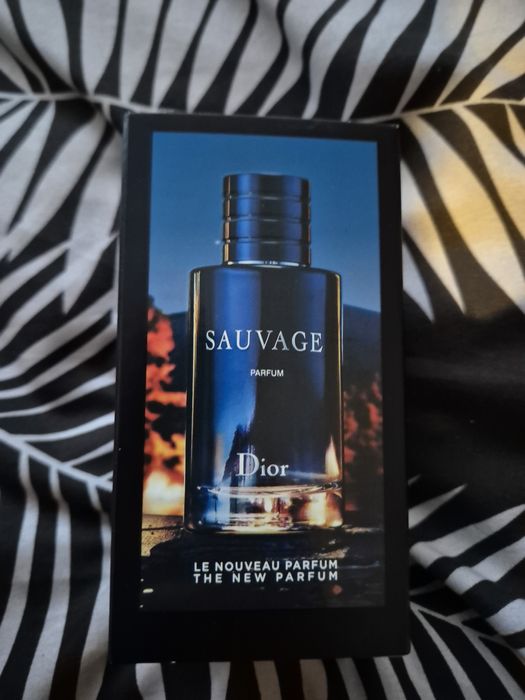 SAUVAGE
PARFUM
Dior
LE NOUVEAU PARFUM
THE NEW PARFUM